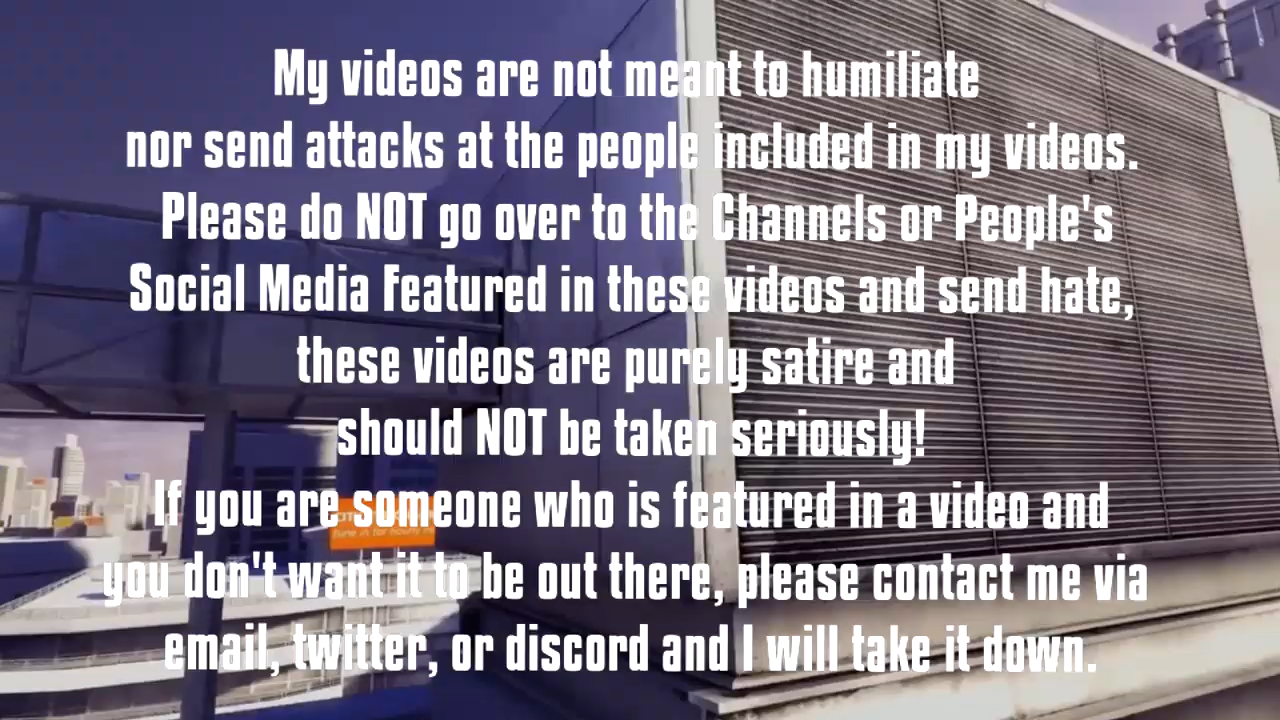 My videos are not meant to humiliate
nor send attacks at the people included in my videos.
Please do NOT go over to the Channels or People's
Social Media Featured in these videos and send hate,
these videos are purely satire and
should NOT be taken seriously!
If you are someone who is featured in a video and
you don't want it to be out there, please contact me via
email, twitter, or discord and I will take it down.